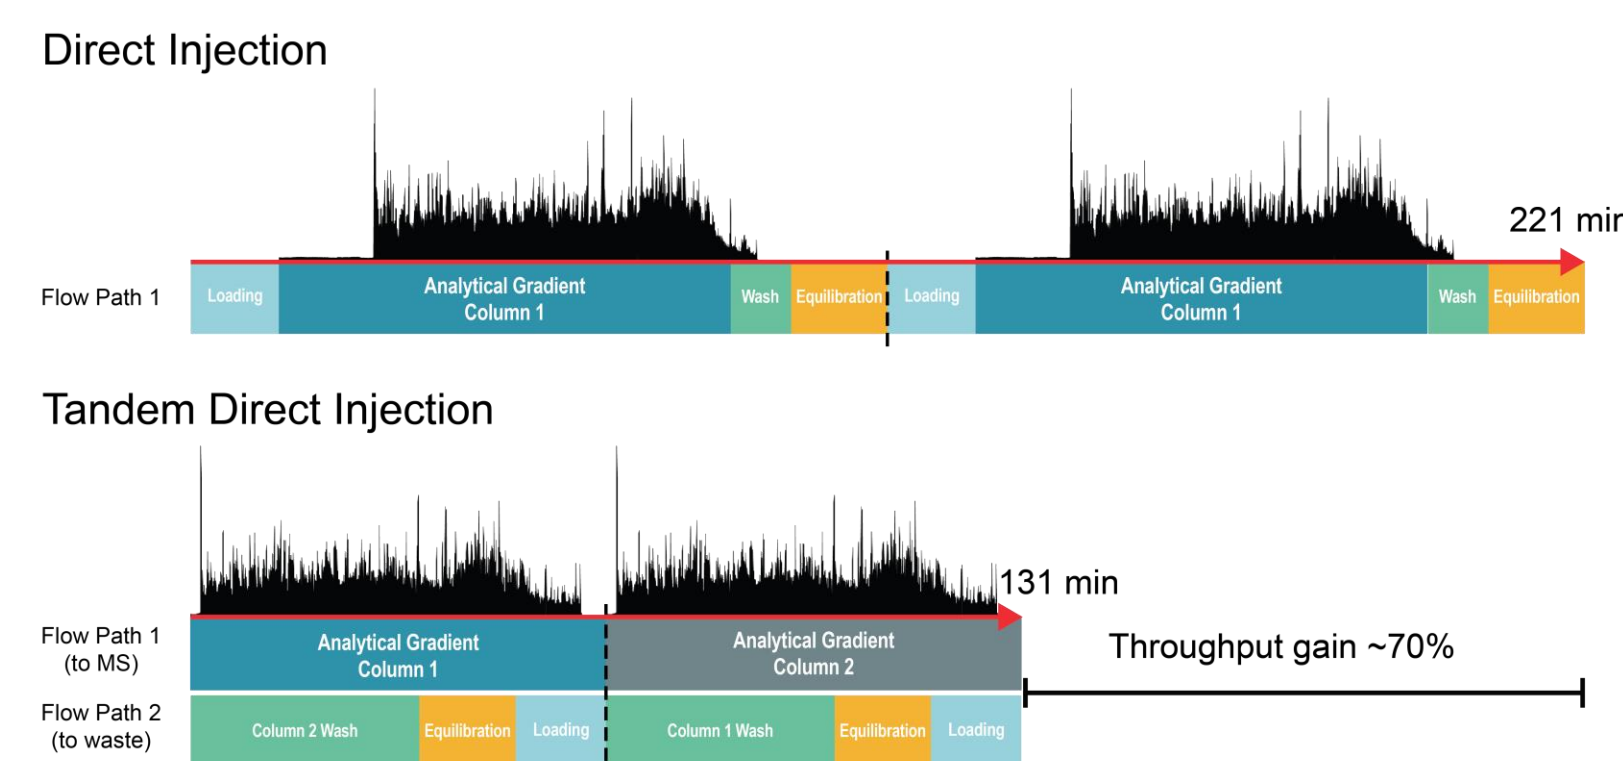 Direct Injection
221 mir
Flow Path 1
Loading
Analytical Gradient
Column 1
Wash
Equilibration
Loading
Analytical Gradient
Column 1
Wash
Equilibration
Tandem Direct Injection
131 min
Flow Path 1
(to MS)
Analytical Gradient
Column 1
Analytical Gradient
Column 2
Throughput gain ~70%
Flow Path 2
(to waste)
Column 2 Wash
Equilibration
Loading
Column 1 Wash
Equilibration
Loading